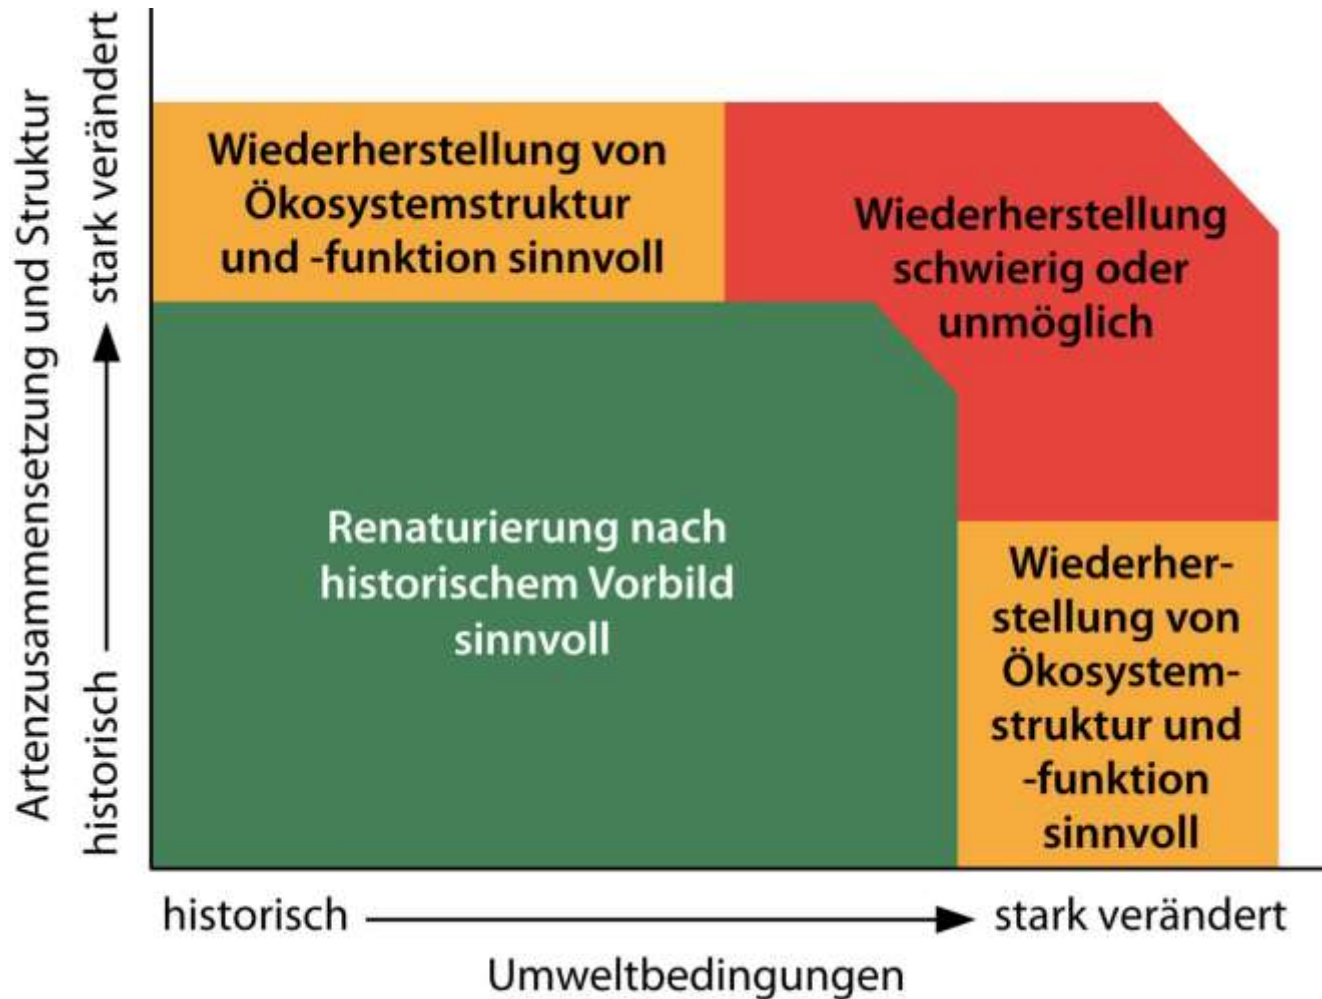 Artenzusammensetzung und Struktur
historisch
stark verändert
Wiederherstellung von
Ökosystemstruktur
und -funktion sinnvoll
Wiederherstellung
schwierig oder
unmöglich
Renaturierung nach
historischem Vorbild
sinnvoll
Wiederher-
stellung von
Ökosystem-
struktur und
-funktion
sinnvoll
historisch
stark verändert
Umweltbedingungen